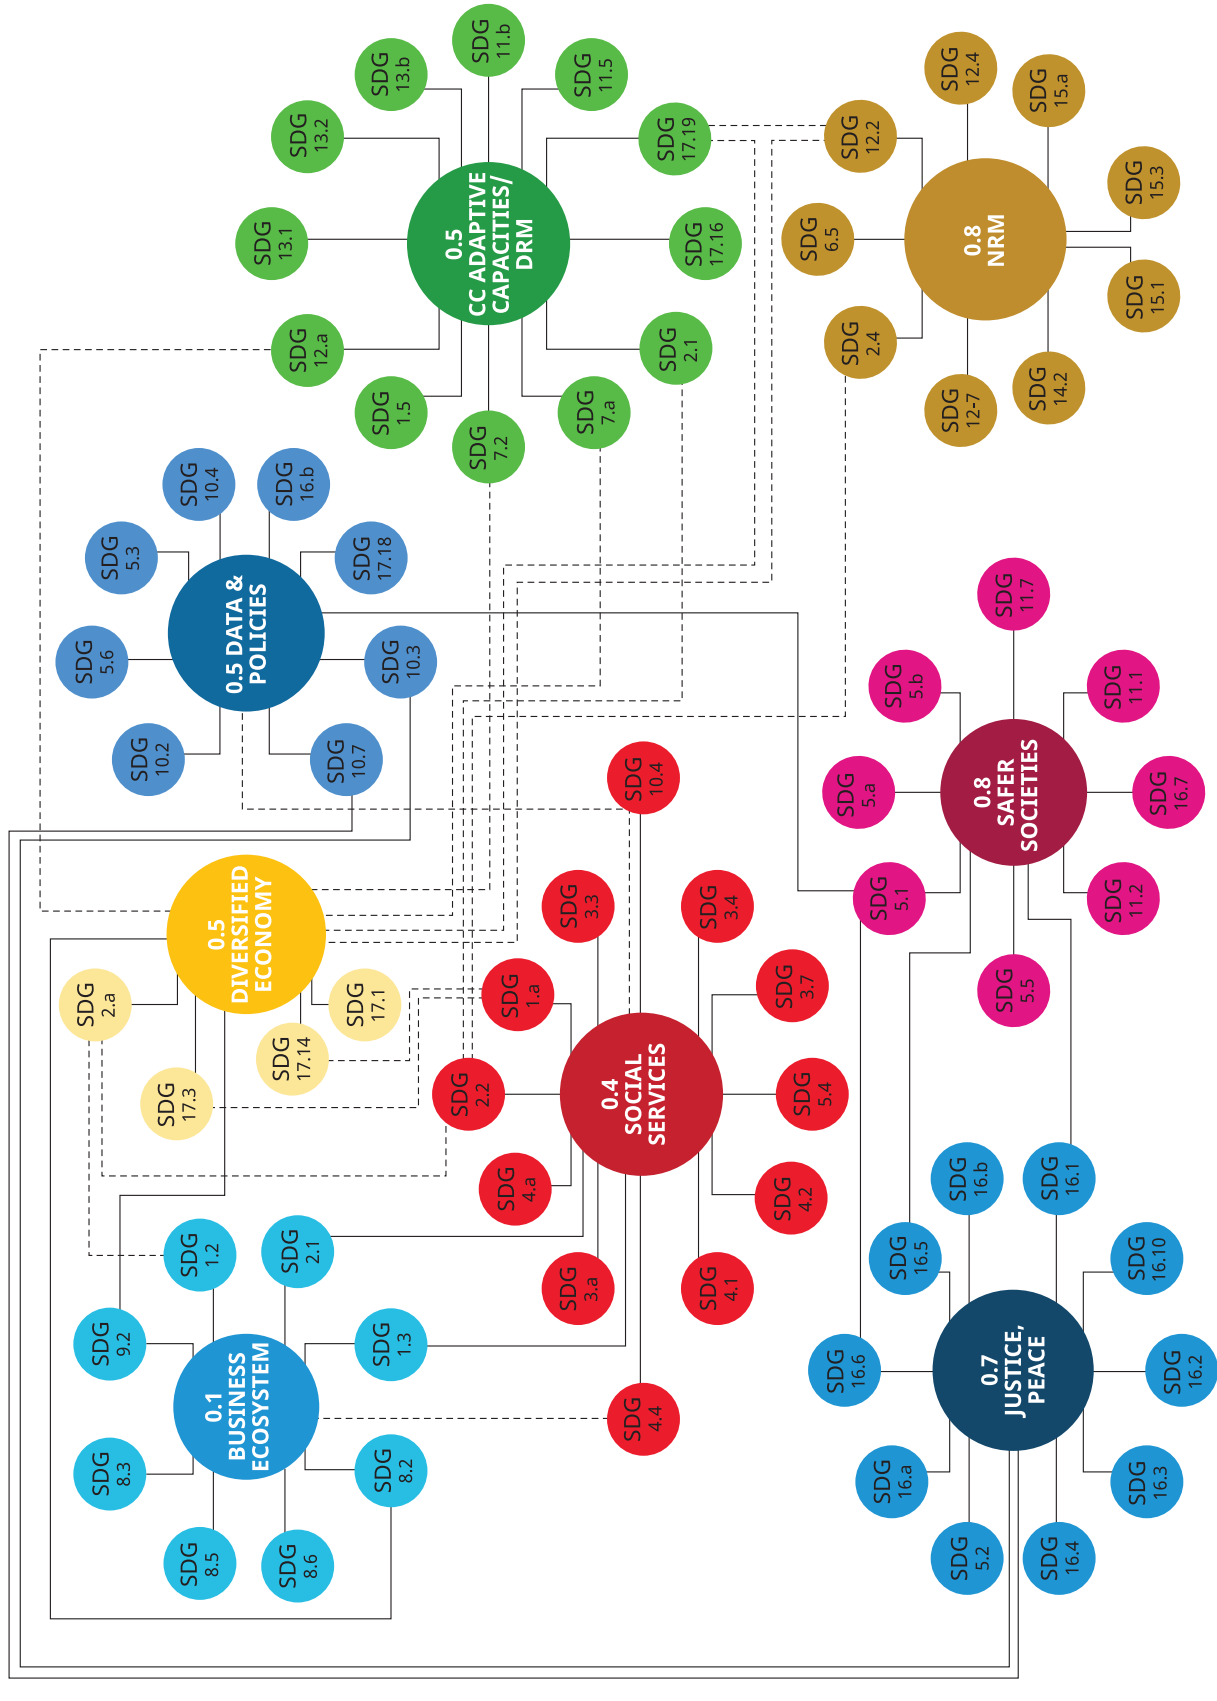 SDG
8.3
SDG
9.2
SDG
8.5
SDG
1.2
0.1
BUSINESS
ECOSYSTEM
SDG
8.6
SDG
2.1
SDG
8.2
SDG
1.3
SDG
2.a
SDG
17.3
0.5
DIVERSIFIED
ECONOMY
SDG
17.14
SDG
17.1
SDG
5.6
SDG
5.3
SDG
10.2
SDG
10.4
0.5 DATA &
POLICIES
SDG
16.b
SDG
10.7
SDG
17.18
SDG
10.3
SDG
13.1
SDG
12.a
SDG
13.2
SDG
1.5
SDG
13.b
SDG
7.2
0.5
CC ADAPTIVE
CAPACITIES/
DRM
SDG
11.b
SDG
7.a
SDG
11.5
SDG
2.1
SDG
17.19
SDG
17.16
SDG
2.2
SDG
4.a
SDG
1.a
SDG
3.a
SDG
3.3
SDG
4.4
0.4
SOCIAL
SERVICES
SDG
10.4
SDG
4.1
SDG
3.4
SDG
4.2
SDG
3.7
SDG
5.4
SDG
16.6
SDG
16.a
SDG
16.5
SDG
5.2
SDG
16.b
0.7
JUSTICE,
PEACE
SDG
16.4
SDG
16.1
SDG
16.3
SDG
16.10
SDG
16.2
SDG
5.a
SDG
5.1
SDG
5.b
SDG
5.5
0.8
SAFER
SOCIETIES
SDG
11.7
SDG
11.2
SDG
11.1
SDG
16.7
SDG
6.5
SDG
2.4
SDG
12.2
SDG
12-7
SDG
12.4
0.8
NRM
SDG
14.2
SDG
15.a
SDG
15.1
SDG
15.3